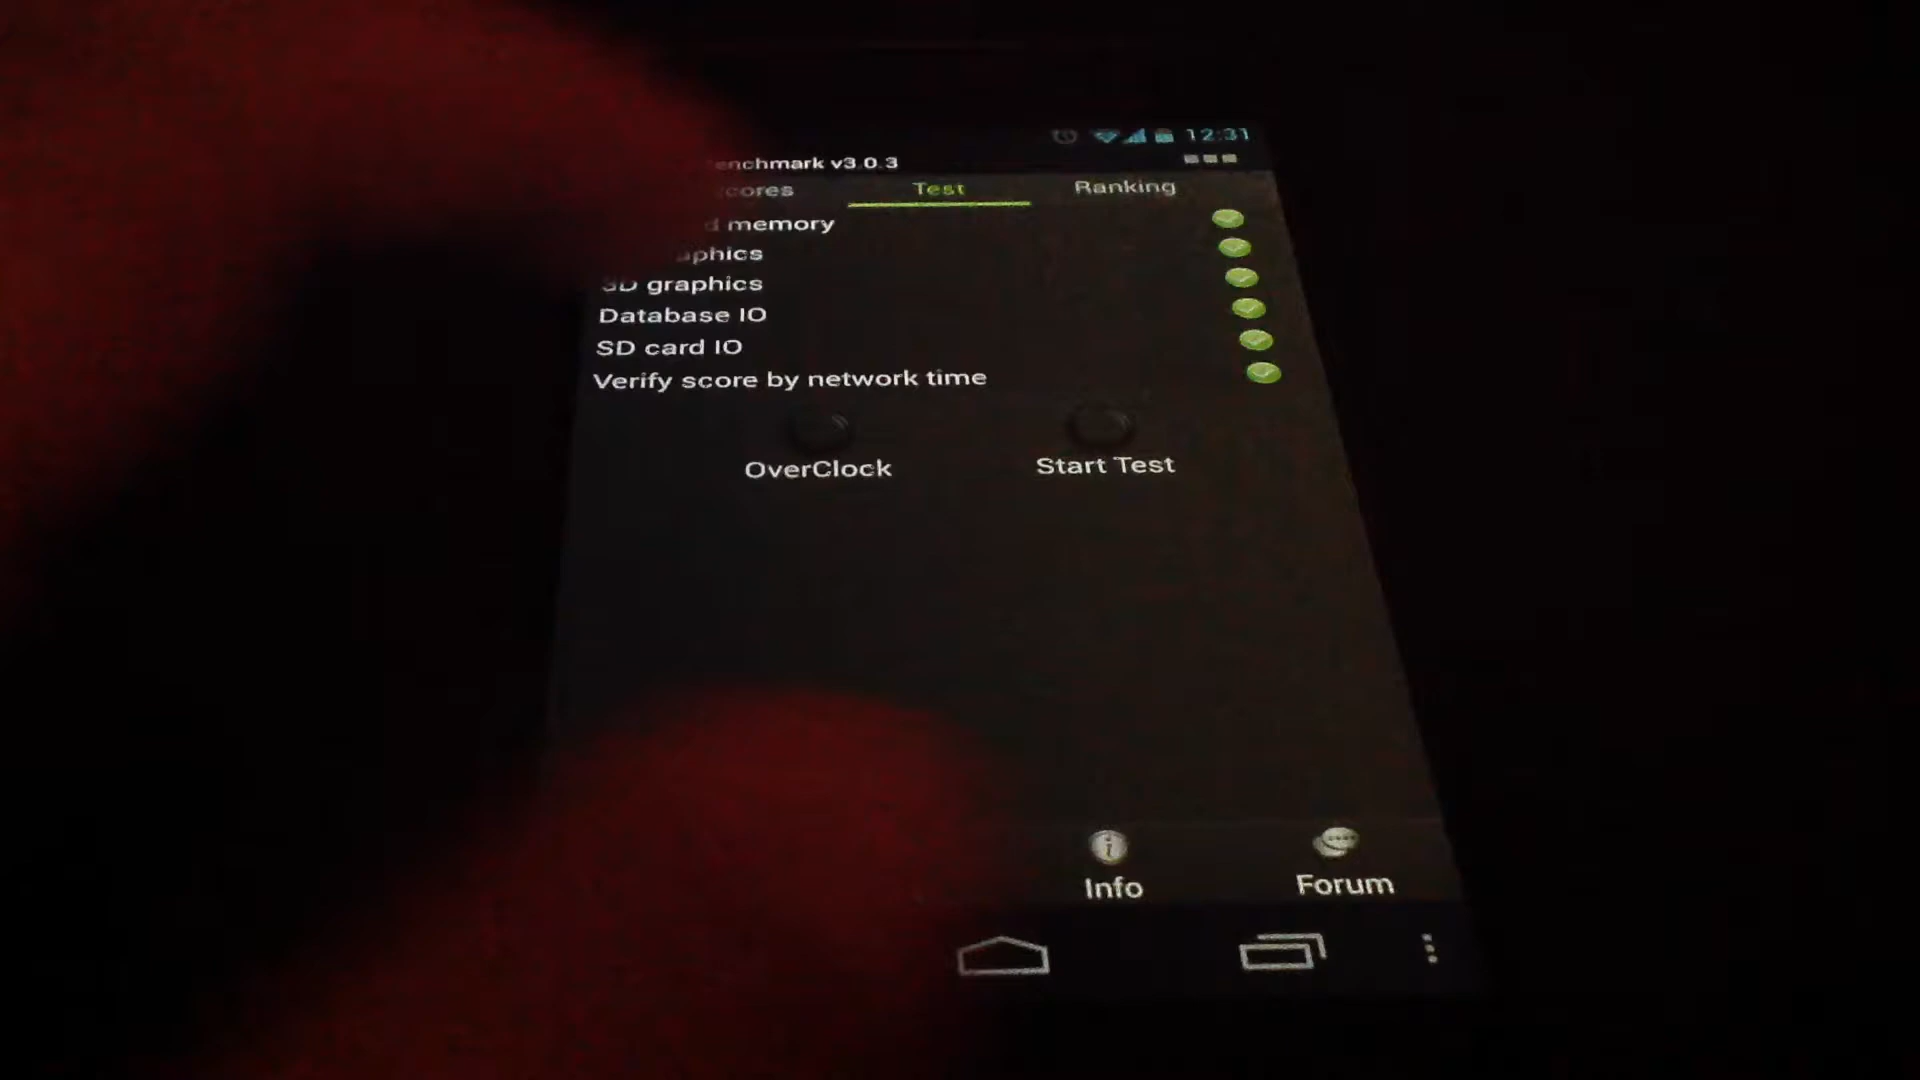 12:31
enchmark v3.0.3
cores Test Ranking
d memory
aphics
3D graphics
Database IO
SD card IO
Verify score by network time
OverClock Start Test
Info Forum